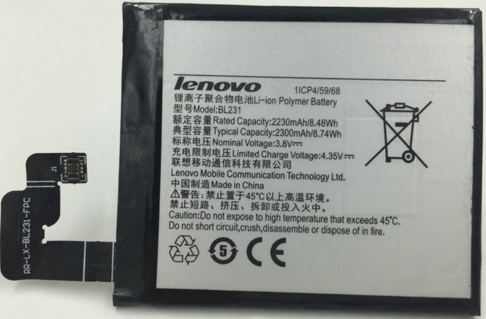 lenovo
1ICP4/59/68
锂离子聚合物电池Li-ion Polymer Battery
型号Model:BL231
额定容量Rated Capacity:2230mAh/8.48Wh
典型容量Typical Capacity:2300mAh/8.74Wh
标称电压Nominal Voltage:3.8V⎓
充电限制电压Limited Charge Voltage:4.35V⎓
联想移动通信科技有限公司
Lenovo Mobile Communication Technology Ltd.
中国制造Made in China
⚠警告:禁止置于45℃以上高温环境。
禁止短路、挤压、拆卸或投入火中。
Caution:Do not expose to high temperature that exceeds 45℃.
Do not short circuit,crush,disassemble or dispose of in fire.
5
CE
J1
RR-LX-BL231-FPC